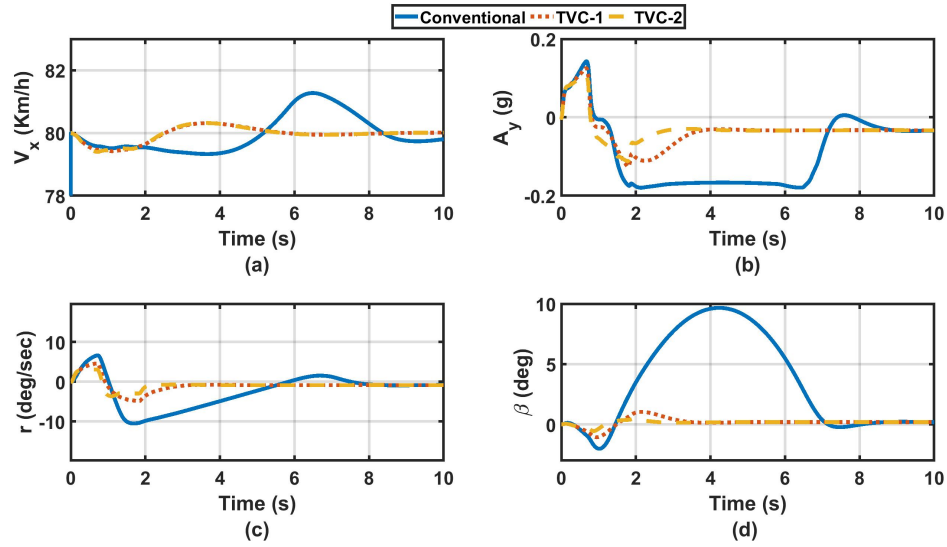 Conventional TVC-1 TVC-2
82
80
78
V_x (Km/h)
0 2 4 6 8 10
Time (s)
(a)
0.2
0
-0.2
A_y (g)
0 2 4 6 8 10
Time (s)
(b)
10
0
-10
r (deg/sec)
0 2 4 6 8 10
Time (s)
(c)
10
5
0
β (deg)
0 2 4 6 8 10
Time (s)
(d)